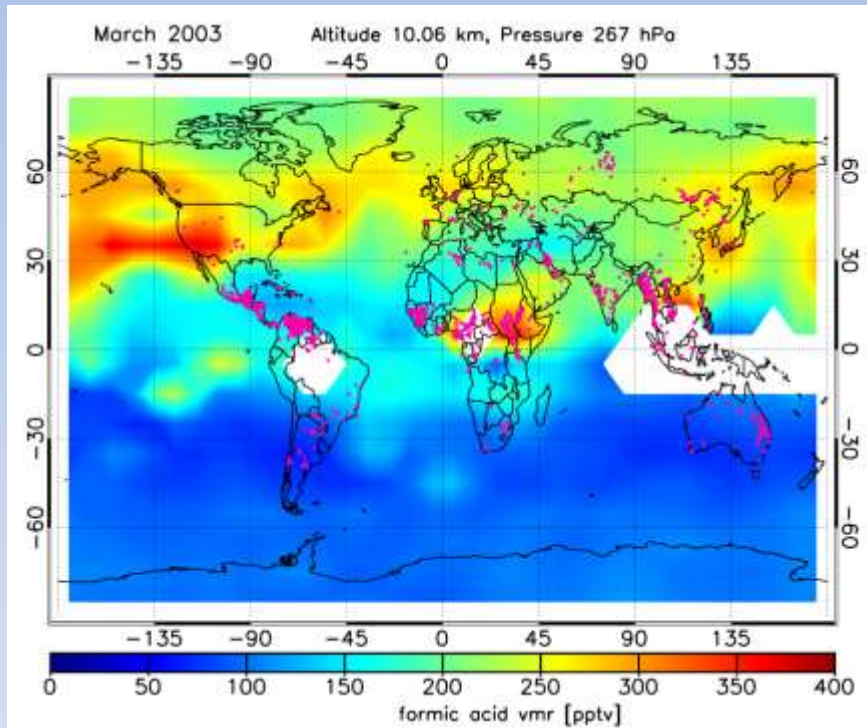 March 2003 Altitude 10.06 km, Pressure 267 hPa
−135 −90 −45 0 45 90 135
60 60
30 30
0 0
−30 −30
−60 −60
−135 −90 −45 0 45 90 135
0 50 100 150 200 250 300 350 400
formic acid vmr [pptv]